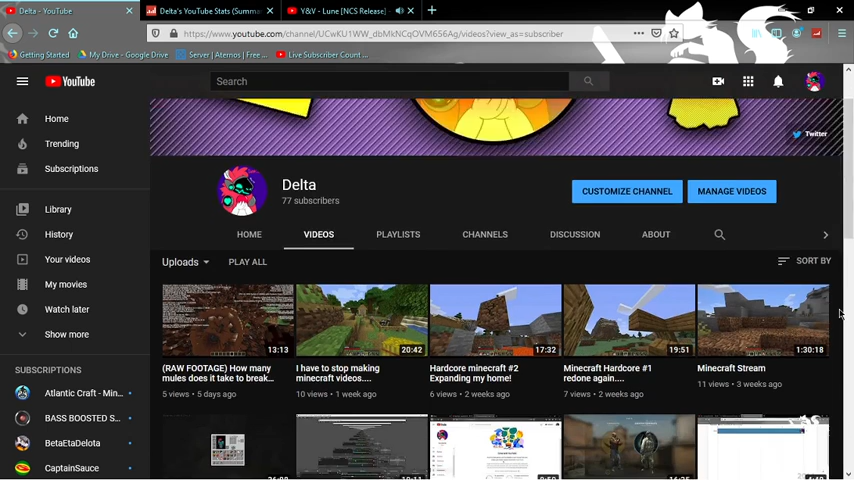 Delta - YouTube
Delta's YouTube Stats (Summar
Y&V - Lune [NCS Release] -
https://www.youtube.com/channel/UCwKU1WW_dbMkNCqOVM656Ag/videos?view_as=subscriber
Getting Started
My Drive - Google Drive
Server | Aternos | Free ...
Live Subscriber Count ...
YouTube
Search
Home
Trending
Subscriptions
Library
History
Your videos
My movies
Watch later
Show more
SUBSCRIPTIONS
Atlantic Craft - Min...
BASS BOOSTED S...
BetaEtaDelota
CaptainSauce
Twitter
Delta
77 subscribers
CUSTOMIZE CHANNEL
MANAGE VIDEOS
HOME
VIDEOS
PLAYLISTS
CHANNELS
DISCUSSION
ABOUT
Uploads
PLAY ALL
SORT BY
13:13
20:42
17:32
19:51
1:30:18
(RAW FOOTAGE) How many mules does it take to break...
5 views • 5 days ago
I have to stop making minecraft videos....
10 views • 1 week ago
Hardcore minecraft #2 Expanding my home!
6 views • 2 weeks ago
Minecraft Hardcore #1 redone again....
7 views • 2 weeks ago
Minecraft Stream
11 views • 3 weeks ago